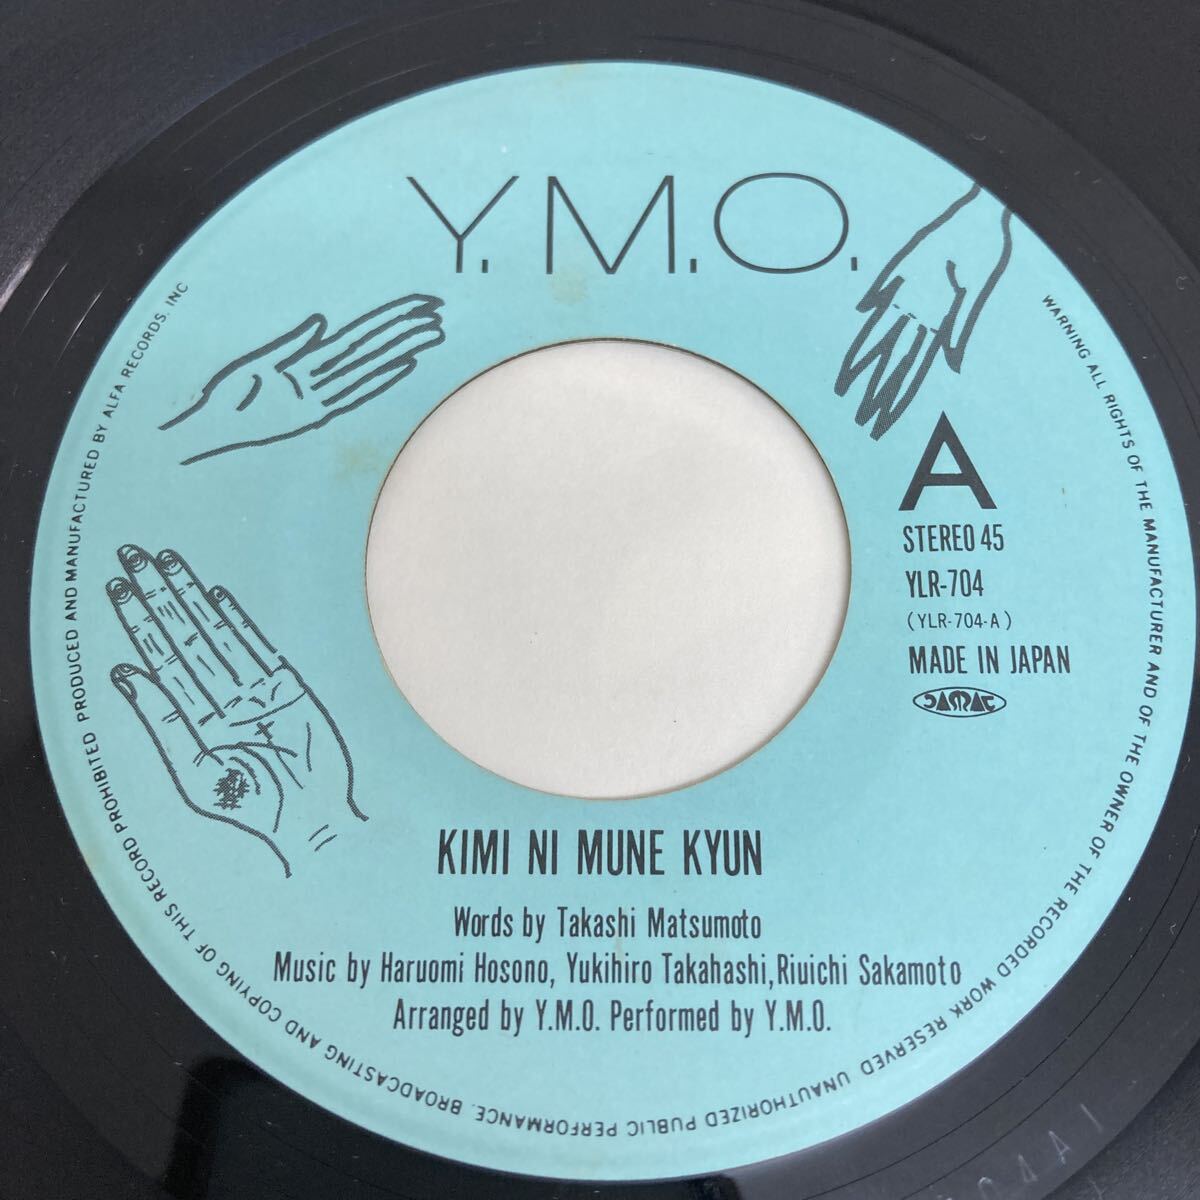 Y.M.O.
A
STEREO 45
YLR-704
(YLR-704-A)
MADE IN JAPAN
JASRAC
KIMI NI MUNE KYUN
Words by Takashi Matsumoto
Music by Haruomi Hosono, Yukihiro Takahashi, Riuichi Sakamoto
Arranged by Y.M.O. Performed by Y.M.O.
WARNING ALL RIGHTS OF THE MANUFACTURER AND OF THE OWNER OF THE RECORDED WORK RESERVED UNAUTHORIZED PUBLIC PERFORMANCE. BROADCASTING AND COPYING OF THIS RECORD PROHIBITED PRODUCED AND MANUFACTURED BY ALFA RECORDS. INC